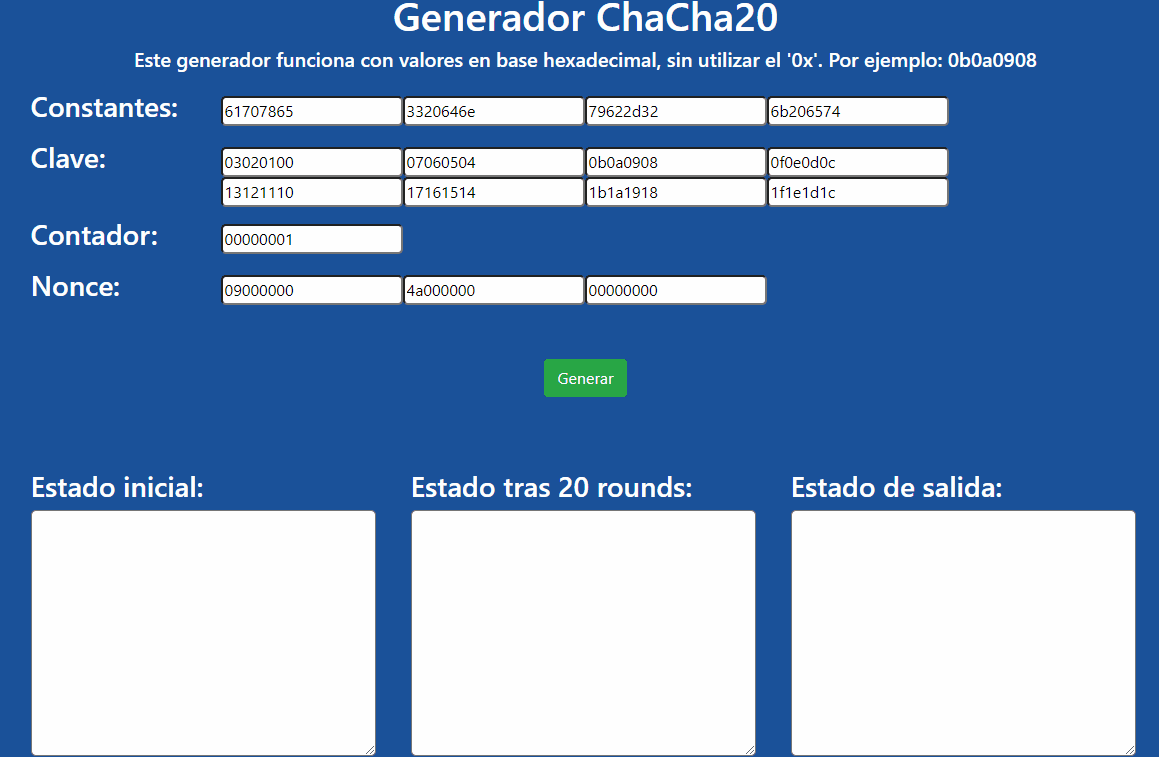 Generador ChaCha20
Este generador funciona con valores en base hexadecimal, sin utilizar el '0x'. Por ejemplo: 0b0a0908
Constantes: 61707865 3320646e 79622d32 6b206574
Clave: 03020100 07060504 0b0a0908 0f0e0d0c
13121110 17161514 1b1a1918 1f1e1d1c
Contador: 00000001
Nonce: 09000000 4a000000 00000000
Generar
Estado inicial: Estado tras 20 rounds: Estado de salida: